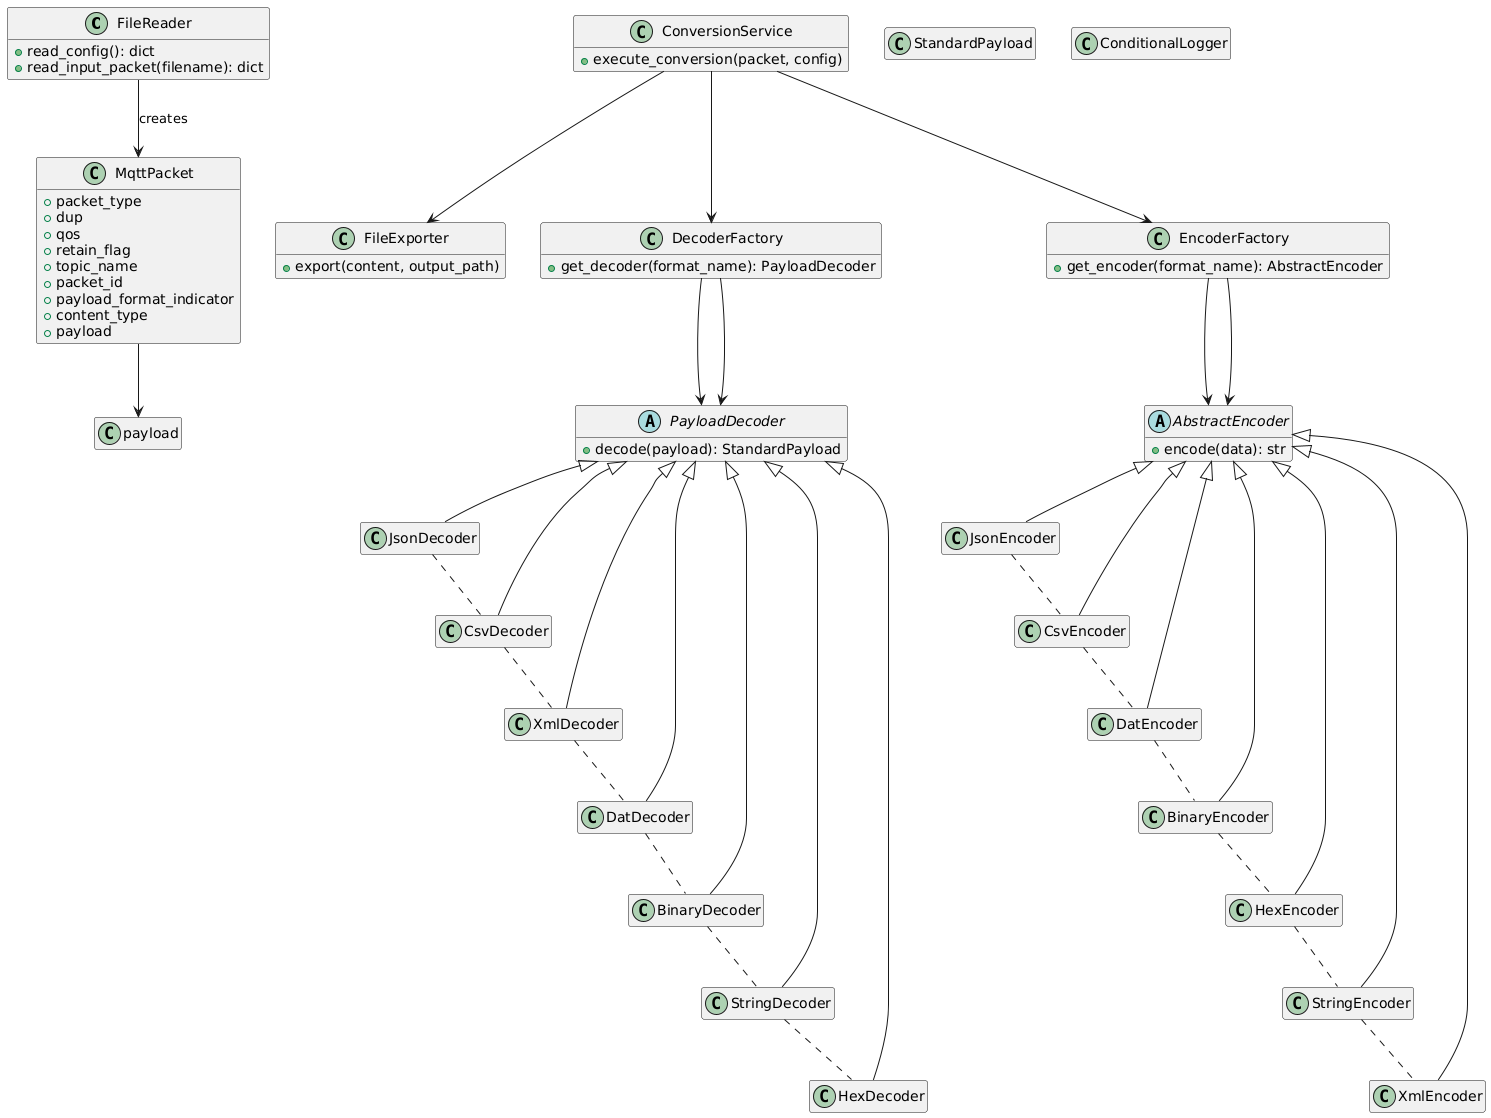 C FileReader
read_config(): dict
read_input_packet(filename): dict
C ConversionService
execute_conversion(packet, config)
C StandardPayload
C ConditionalLogger
creates
C MqttPacket
packet_type
dup
qos
retain_flag
topic_name
packet_id
payload_format_indicator
content_type
payload
C FileExporter
export(content, output_path)
C DecoderFactory
get_decoder(format_name): PayloadDecoder
C EncoderFactory
get_encoder(format_name): AbstractEncoder
C payload
A PayloadDecoder
decode(payload): StandardPayload
A AbstractEncoder
encode(data): str
C JsonDecoder
C JsonEncoder
C CsvDecoder
C CsvEncoder
C XmlDecoder
C DatEncoder
C DatDecoder
C BinaryEncoder
C BinaryDecoder
C HexEncoder
C StringDecoder
C StringEncoder
C HexDecoder
C XmlEncoder